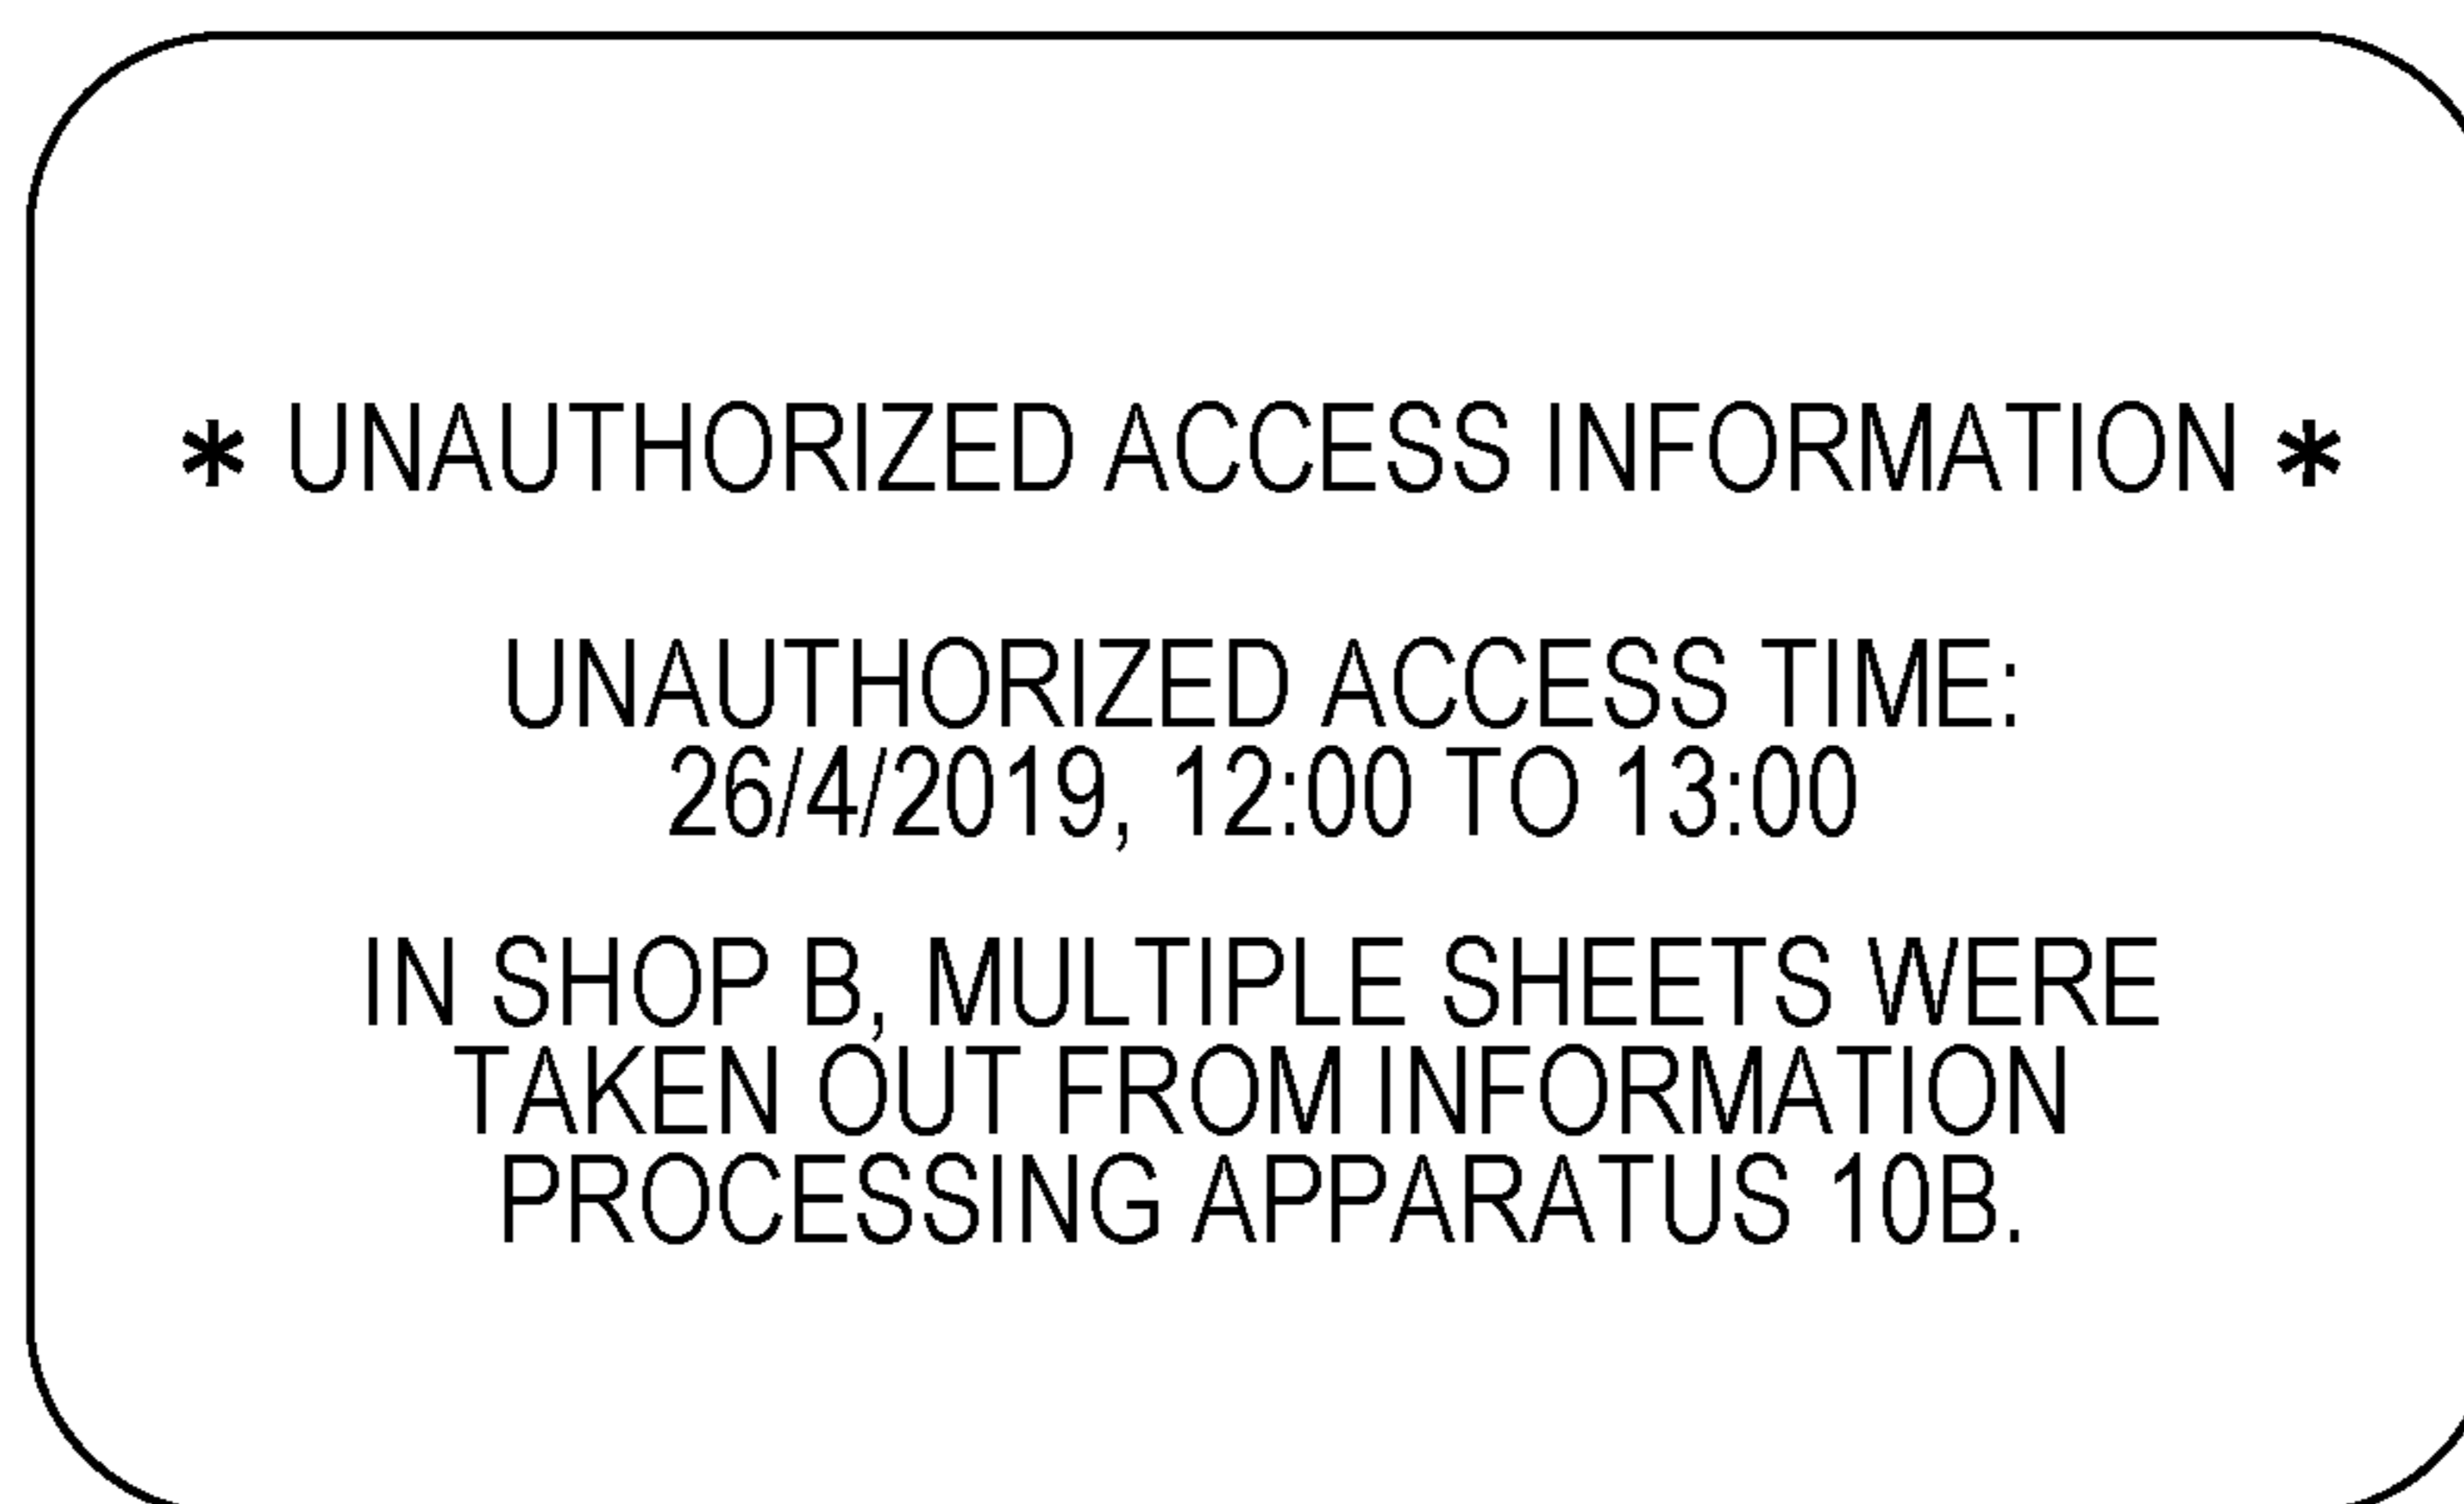 * UNAUTHORIZED ACCESS INFORMATION *
UNAUTHORIZED ACCESS TIME:
26/4/2019, 12:00 TO 13:00
IN SHOP B, MULTIPLE SHEETS WERE
TAKEN OUT FROM INFORMATION
PROCESSING APPARATUS 10B.